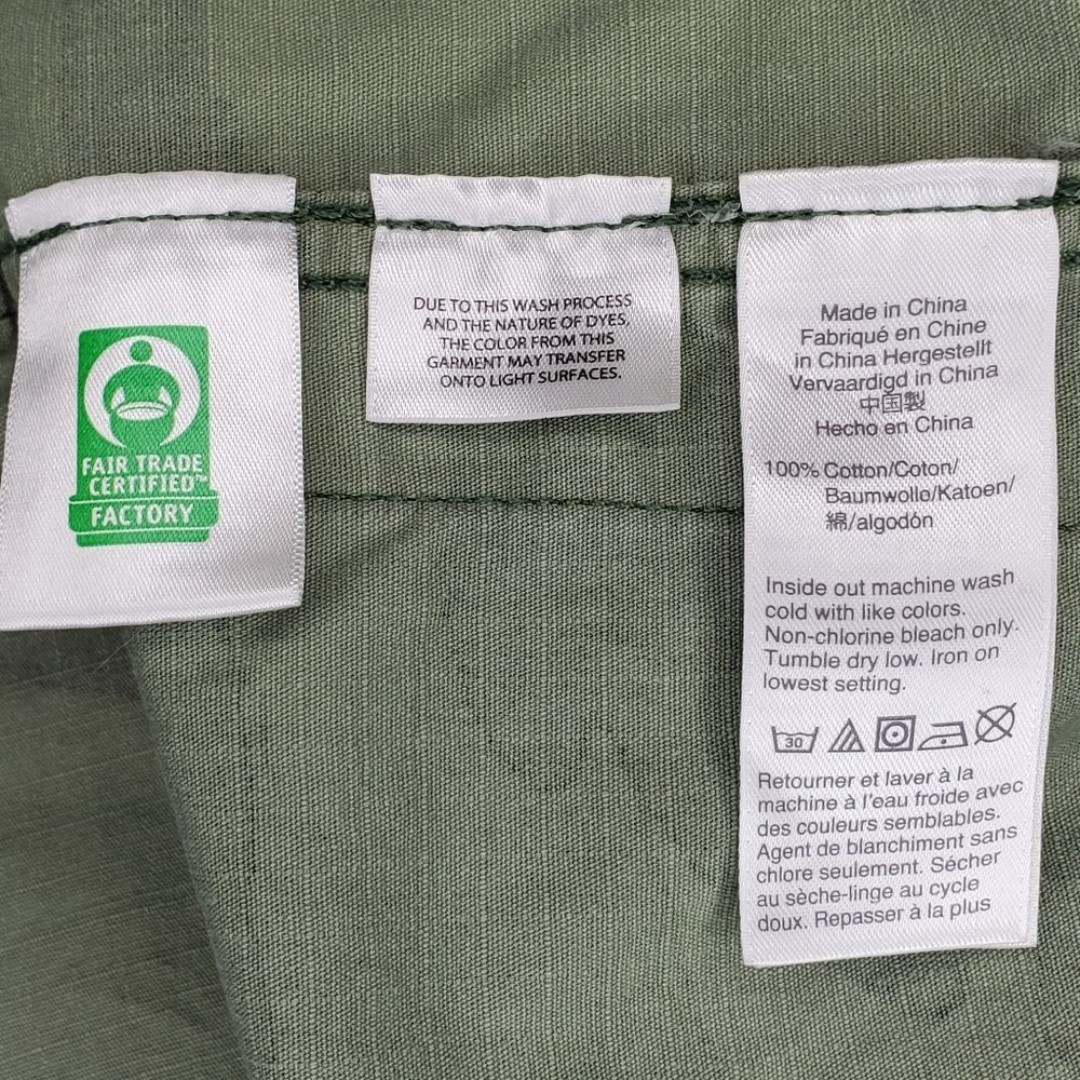 FAIR TRADE
CERTIFIED™
FACTORY
DUE TO THIS WASH PROCESS
AND THE NATURE OF DYES,
THE COLOR FROM THIS
GARMENT MAY TRANSFER
ONTO LIGHT SURFACES.
Made in China
Fabriqué en Chine
in China Hergestellt
Vervaardigd in China
中国製
Hecho en China
100% Cotton/Coton/
Baumwolle/Katoen/
綿/algodón
Inside out machine wash
cold with like colors.
Non-chlorine bleach only.
Tumble dry low. Iron on
lowest setting.
30
Retourner et laver à la
machine à l'eau froide avec
des couleurs semblables.
Agent de blanchiment sans
chlore seulement. Sécher
au sèche-linge au cycle
doux. Repasser à la plus